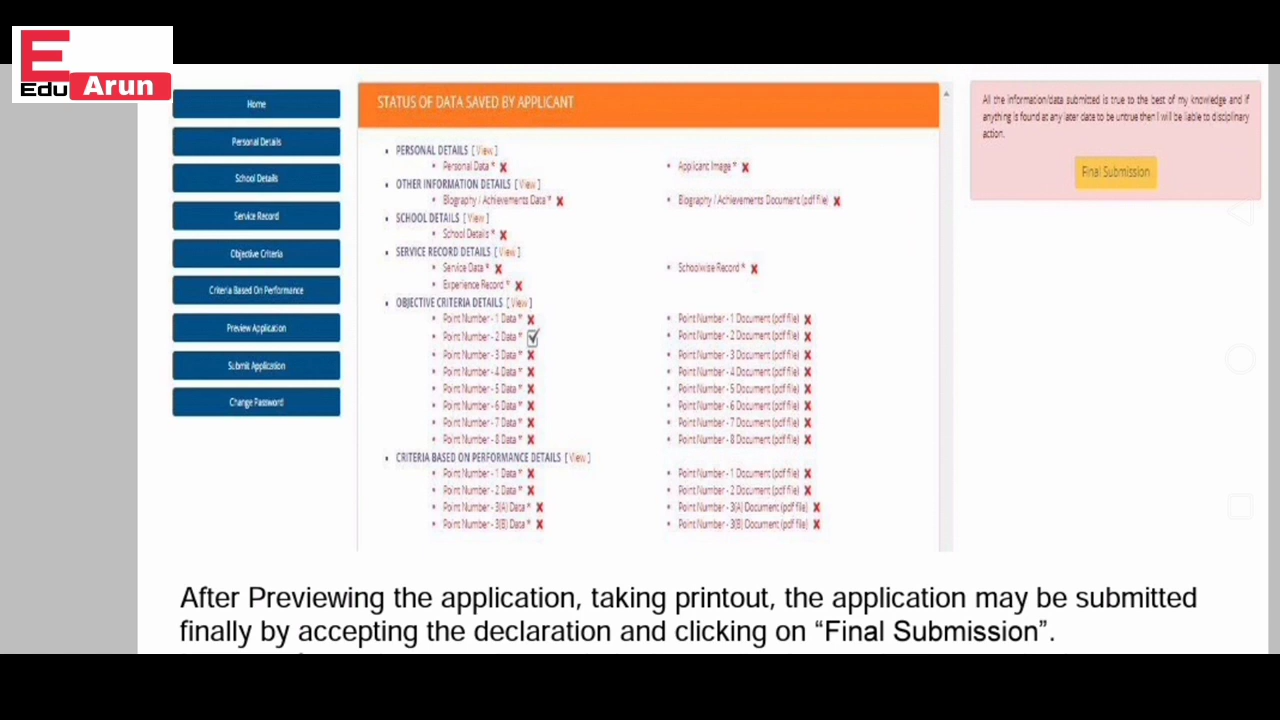 E
Edu Arun
Home
Personal Details
School Details
Service Record
Objective Criteria
Criteria Based On Performance
Preview Application
Submit Application
Change Password
STATUS OF DATA SAVED BY APPLICANT
PERSONAL DETAILS [ View ]
Personal Data * Applicant Image *
OTHER INFORMATION DETAILS [ View ]
Biography / Achievements Data * Biography / Achievements Document (pdf file)
SCHOOL DETAILS [ View ]
School Details *
SERVICE RECORD DETAILS [ View ]
Service Data * Schoolwise Record *
Experience Record *
OBJECTIVE CRITERIA DETAILS [ View ]
Point Number - 1 Data * Point Number - 1 Document (pdf file)
Point Number - 2 Data * Point Number - 2 Document (pdf file)
Point Number - 3 Data * Point Number - 3 Document (pdf file)
Point Number - 4 Data * Point Number - 4 Document (pdf file)
Point Number - 5 Data * Point Number - 5 Document (pdf file)
Point Number - 6 Data * Point Number - 6 Document (pdf file)
Point Number - 7 Data * Point Number - 7 Document (pdf file)
Point Number - 8 Data * Point Number - 8 Document (pdf file)
CRITERIA BASED ON PERFORMANCE DETAILS [ View ]
Point Number - 1 Data * Point Number - 1 Document (pdf file)
Point Number - 2 Data * Point Number - 2 Document (pdf file)
Point Number - 3(A) Data * Point Number - 3(A) Document (pdf file)
Point Number - 3(B) Data * Point Number - 3(B) Document (pdf file)
All the information/data submitted is true to the best of my knowledge and if
anything is found at any later date to be untrue then I will be liable to disciplinary
action.
Final Submission
After Previewing the application, taking printout, the application may be submitted
finally by accepting the declaration and clicking on “Final Submission”.